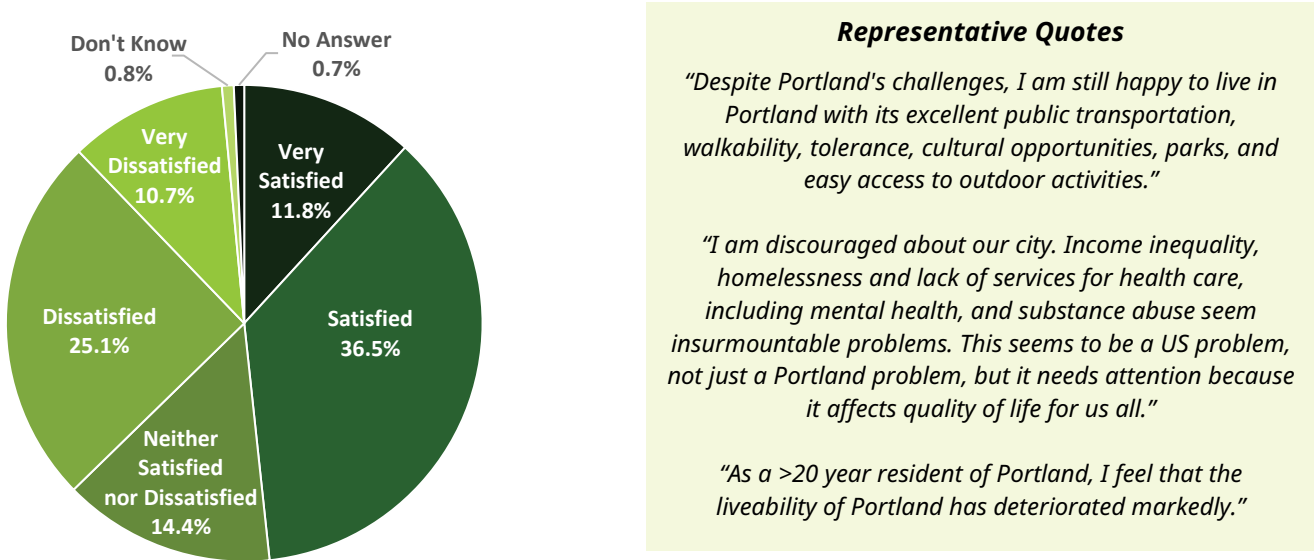 Don't Know
0.8%
No Answer
0.7%
Very
Satisfied
11.8%
Satisfied
36.5%
Neither
Satisfied
nor Dissatisfied
14.4%
Dissatisfied
25.1%
Very
Dissatisfied
10.7%
Representative Quotes
“Despite Portland's challenges, I am still happy to live in
Portland with its excellent public transportation,
walkability, tolerance, cultural opportunities, parks, and
easy access to outdoor activities.”
“I am discouraged about our city. Income inequality,
homelessness and lack of services for health care,
including mental health, and substance abuse seem
insurmountable problems. This seems to be a US problem,
not just a Portland problem, but it needs attention because
it affects quality of life for us all.”
“As a >20 year resident of Portland, I feel that the
liveability of Portland has deteriorated markedly.”